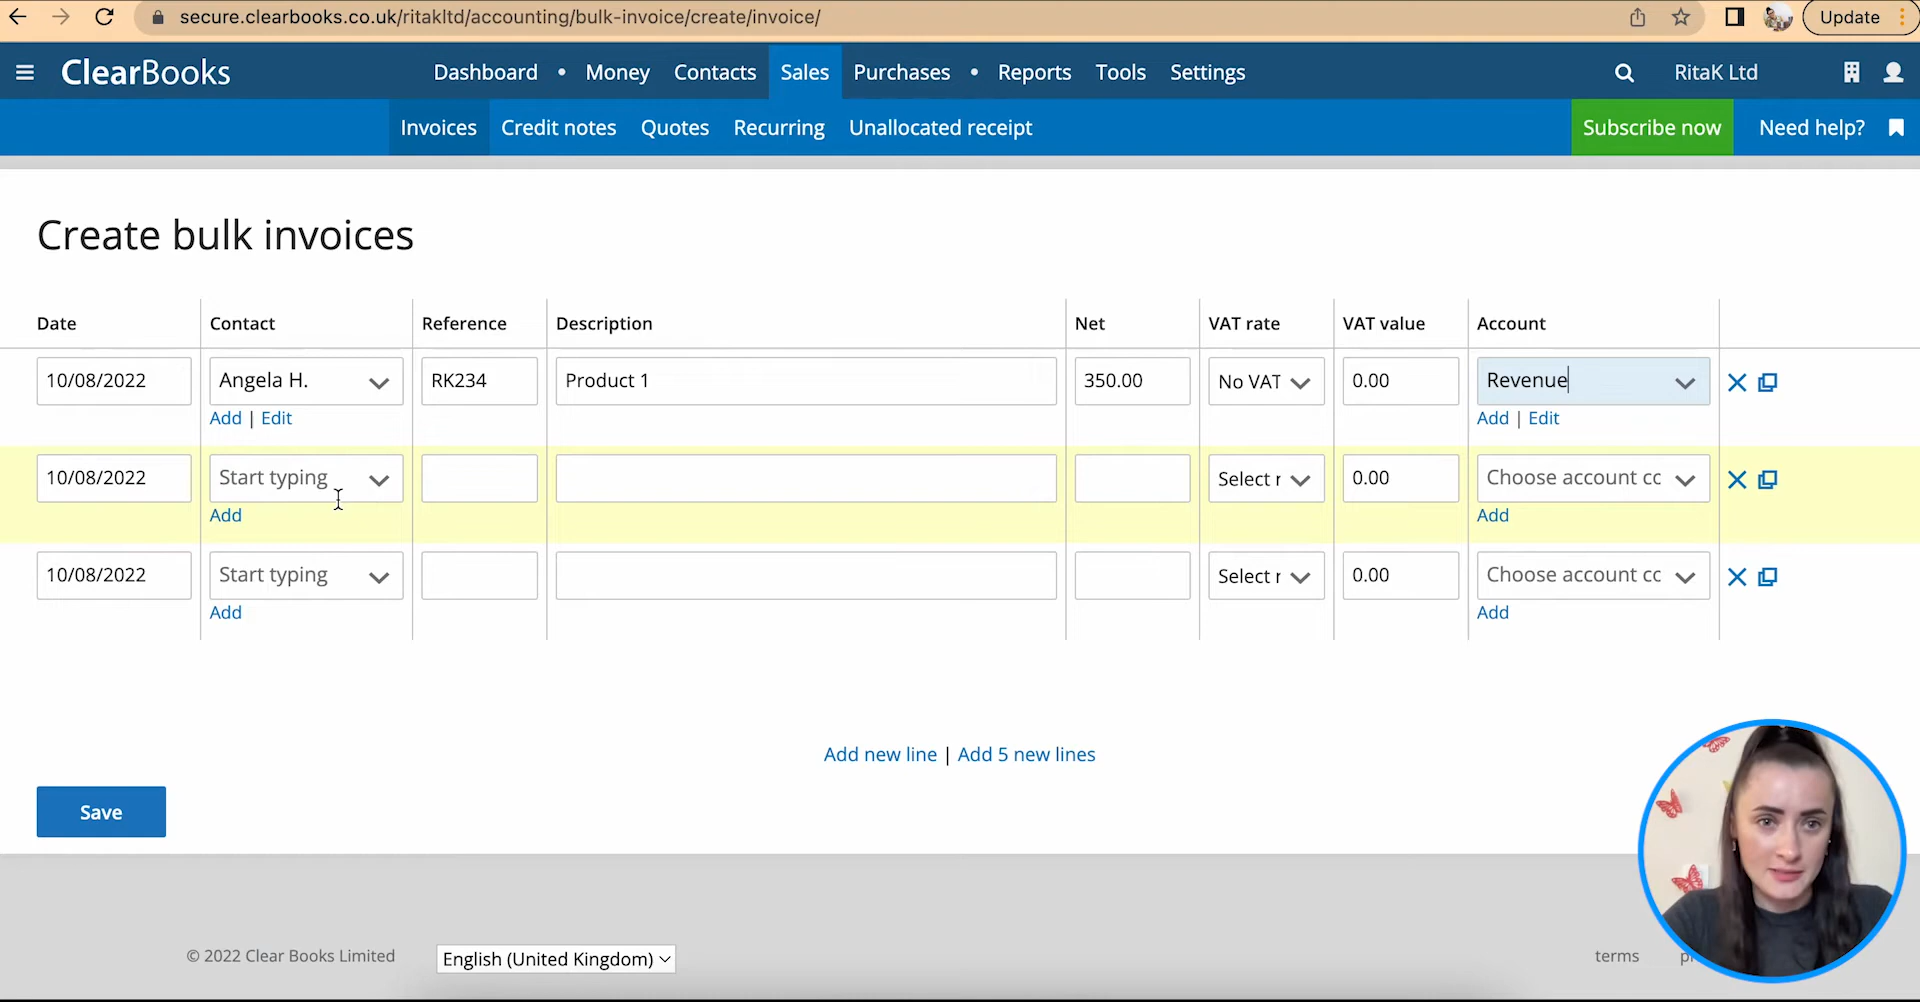 secure.clearbooks.co.uk/ritakltd/accounting/bulk-invoice/create/invoice/
Update
ClearBooks
Dashboard • Money Contacts Sales Purchases • Reports Tools Settings
RitaK Ltd
Invoices Credit notes Quotes Recurring Unallocated receipt
Subscribe now Need help?
Create bulk invoices
Date Contact Reference Description Net VAT rate VAT value Account
10/08/2022 Angela H. RK234 Product 1 350.00 No VAT 0.00 Revenue
Add | Edit Add | Edit
10/08/2022 Start typing Select r 0.00 Choose account cc
Add Add
10/08/2022 Start typing Select r 0.00 Choose account cc
Add Add
Add new line | Add 5 new lines
Save
© 2022 Clear Books Limited English (United Kingdom) terms